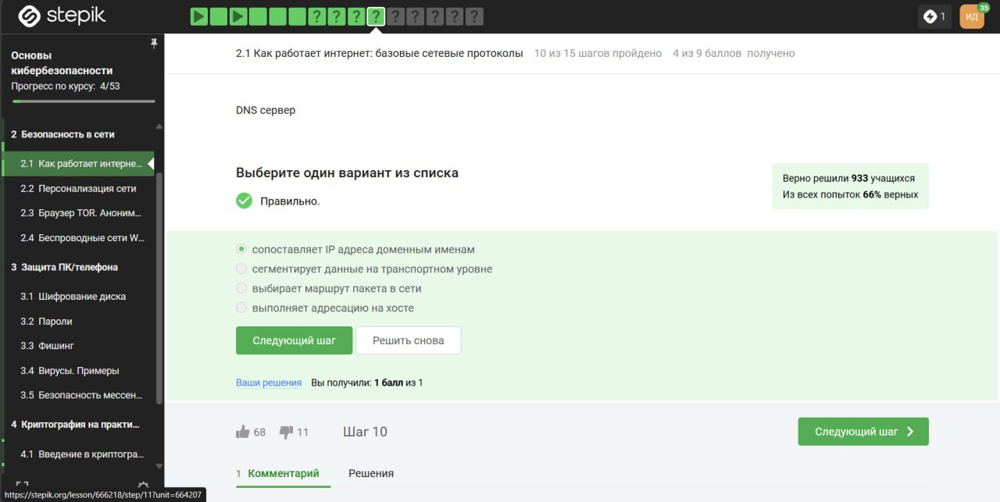 stepik
? ? ? ? ? ? ? ? ?
1
ИД
35
Основы
кибербезопасности
Прогресс по курсу: 4/53
2 Безопасность в сети
2.1 Как работает интерне...
2.2 Персонализация сети
2.3 Браузер TOR. Аноним...
2.4 Беспроводные сети W...
3 Защита ПК/телефона
3.1 Шифрование диска
3.2 Пароли
3.3 Фишинг
3.4 Вирусы. Примеры
3.5 Безопасность мессен...
4 Криптография на практи...
4.1 Введение в криптогра...
2.1 Как работает интернет: базовые сетевые протоколы 10 из 15 шагов пройдено 4 из 9 баллов получено
DNS сервер
Выберите один вариант из списка
Правильно.
Верно решили 933 учащихся
Из всех попыток 66% верных
сопоставляет IP адреса доменным именам
сегментирует данные на транспортном уровне
выбирает маршрут пакета в сети
выполняет адресацию на хосте
Следующий шаг Решить снова
Ваши решения Вы получили: 1 балл из 1
68 11 Шаг 10 Следующий шаг
1 Комментарий Решения
https://stepik.org/lesson/666218/step/11?unit=664207